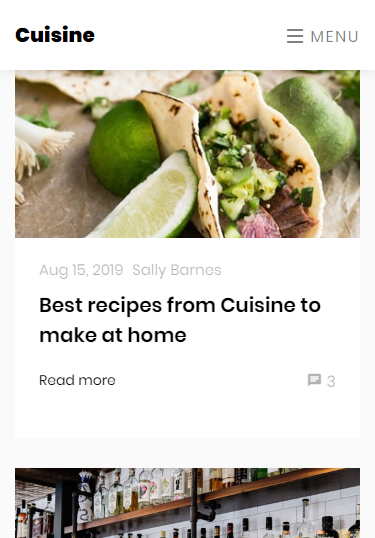 Cuisine
MENU
Aug 15, 2019 Sally Barnes
Best recipes from Cuisine to
make at home
Read more
3